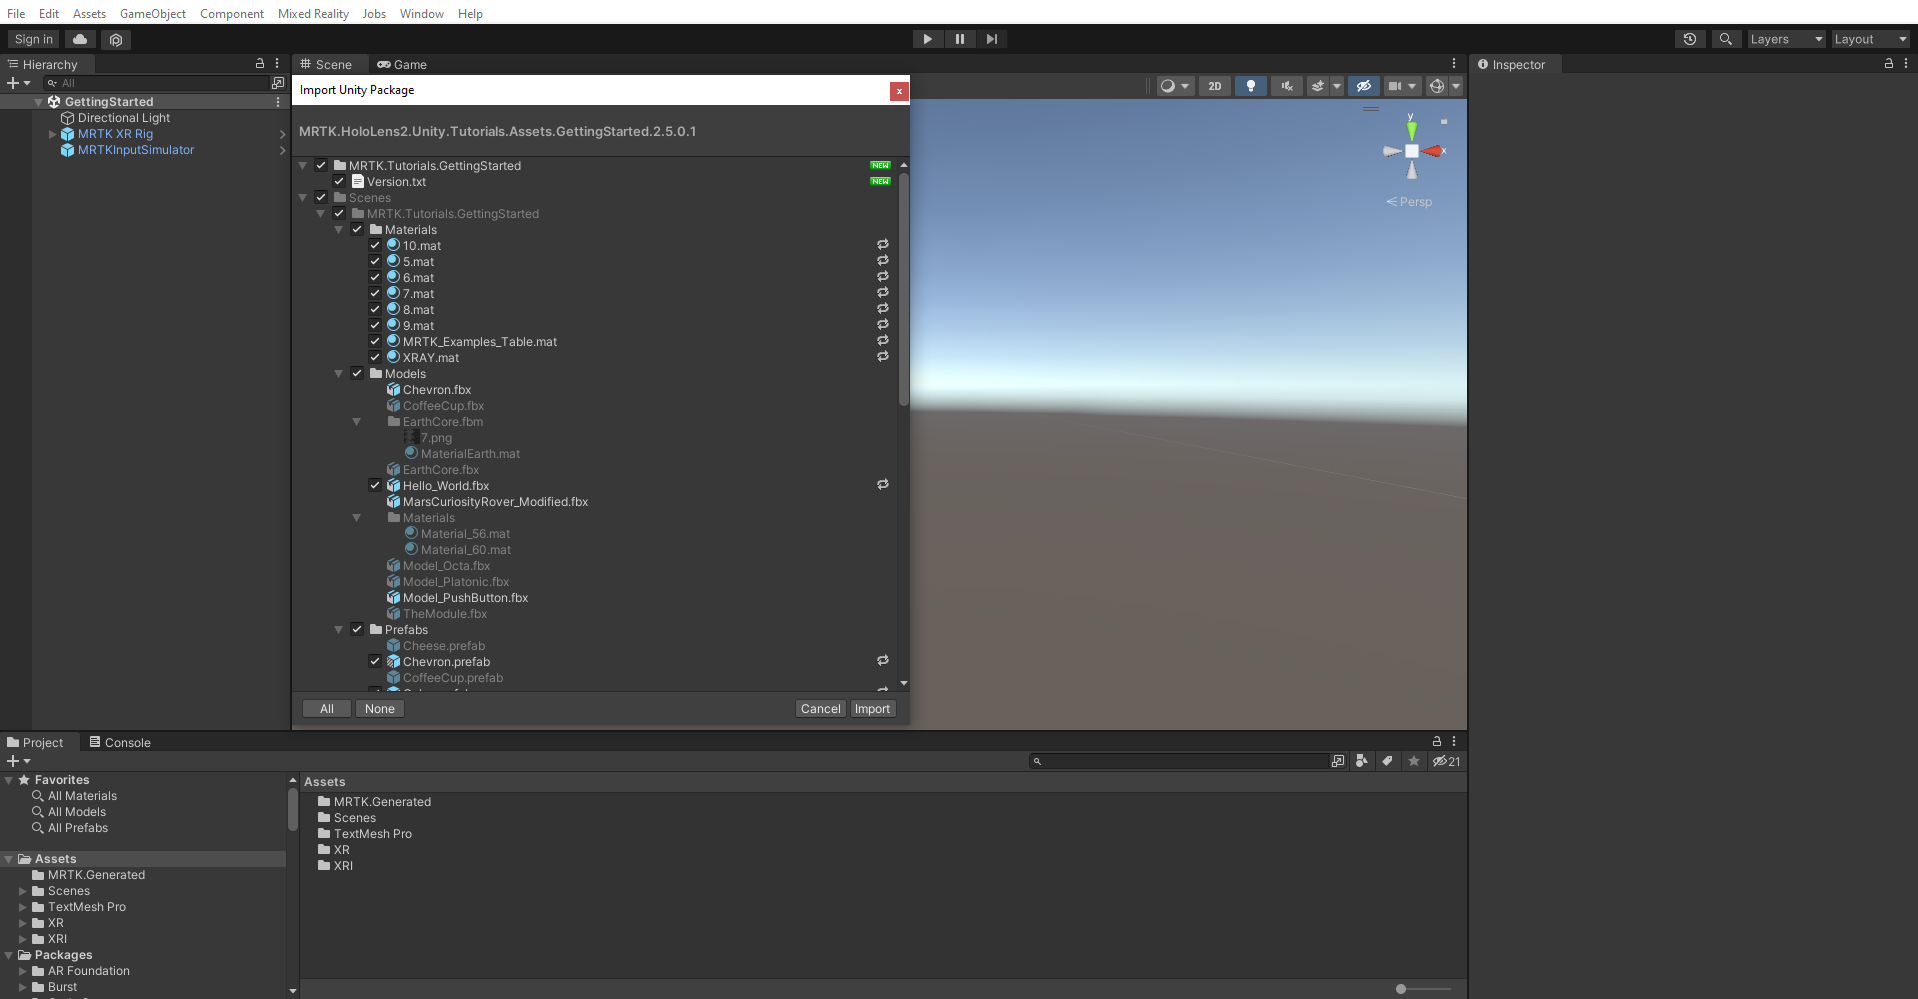 File Edit Assets GameObject Component Mixed Reality Jobs Window Help
Sign in
Layers
Layout
Hierarchy
All
GettingStarted
Directional Light
MRTK XR Rig
MRTKInputSimulator
Scene
Game
2D
y
x
Persp
Inspector
Import Unity Package
x
MRTK.HoloLens2.Unity.Tutorials.Assets.GettingStarted.2.5.0.1
MRTK.Tutorials.GettingStarted NEW
Version.txt NEW
Scenes
MRTK.Tutorials.GettingStarted
Materials
10.mat
5.mat
6.mat
7.mat
8.mat
9.mat
MRTK_Examples_Table.mat
XRAY.mat
Models
Chevron.fbx
CoffeeCup.fbx
EarthCore.fbm
7.png
MaterialEarth.mat
EarthCore.fbx
Hello_World.fbx
MarsCuriosityRover_Modified.fbx
Materials
Material_56.mat
Material_60.mat
Model_Octa.fbx
Model_Platonic.fbx
Model_PushButton.fbx
TheModule.fbx
Prefabs
Cheese.prefab
Chevron.prefab
CoffeeCup.prefab
All None Cancel Import
Project
Console
21
Favorites
All Materials
All Models
All Prefabs
Assets
MRTK.Generated
Scenes
TextMesh Pro
XR
XRI
Packages
AR Foundation
Burst
Assets
MRTK.Generated
Scenes
TextMesh Pro
XR
XRI